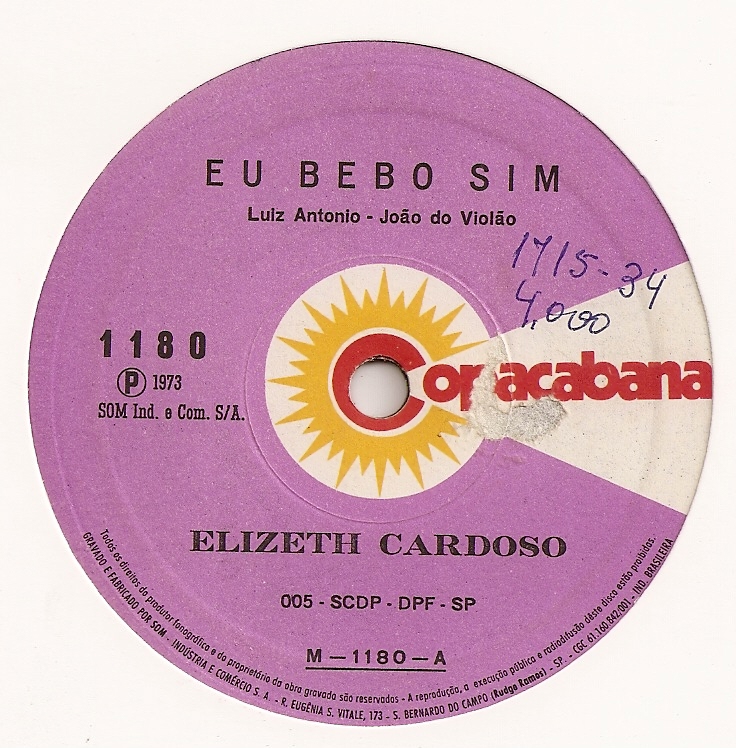 EU BEBO SIM
Luiz Antonio - João do Violão
1715-34
4,000
1180
Ⓟ 1973
SOM Ind. e Com. S/A.
Copacabana
ELIZETH CARDOSO
005 - SCDP - DPF - SP
M - 1180 - A
Todos os direitos do produtor fonográfico e do proprietário da obra gravada são reservados - A reprodução, a execução pública e radiodifusão dêste disco estão proibidas.
GRAVADO E FABRICADO POR SOM - INDÚSTRIA E COMÉRCIO S. A. - R. EUGÊNIA S. VITALE, 173 - S. BERNARDO DO CAMPO (Rudge Ramos) - SP. - CGC 61.160.842/001 - IND. BRASILEIRA